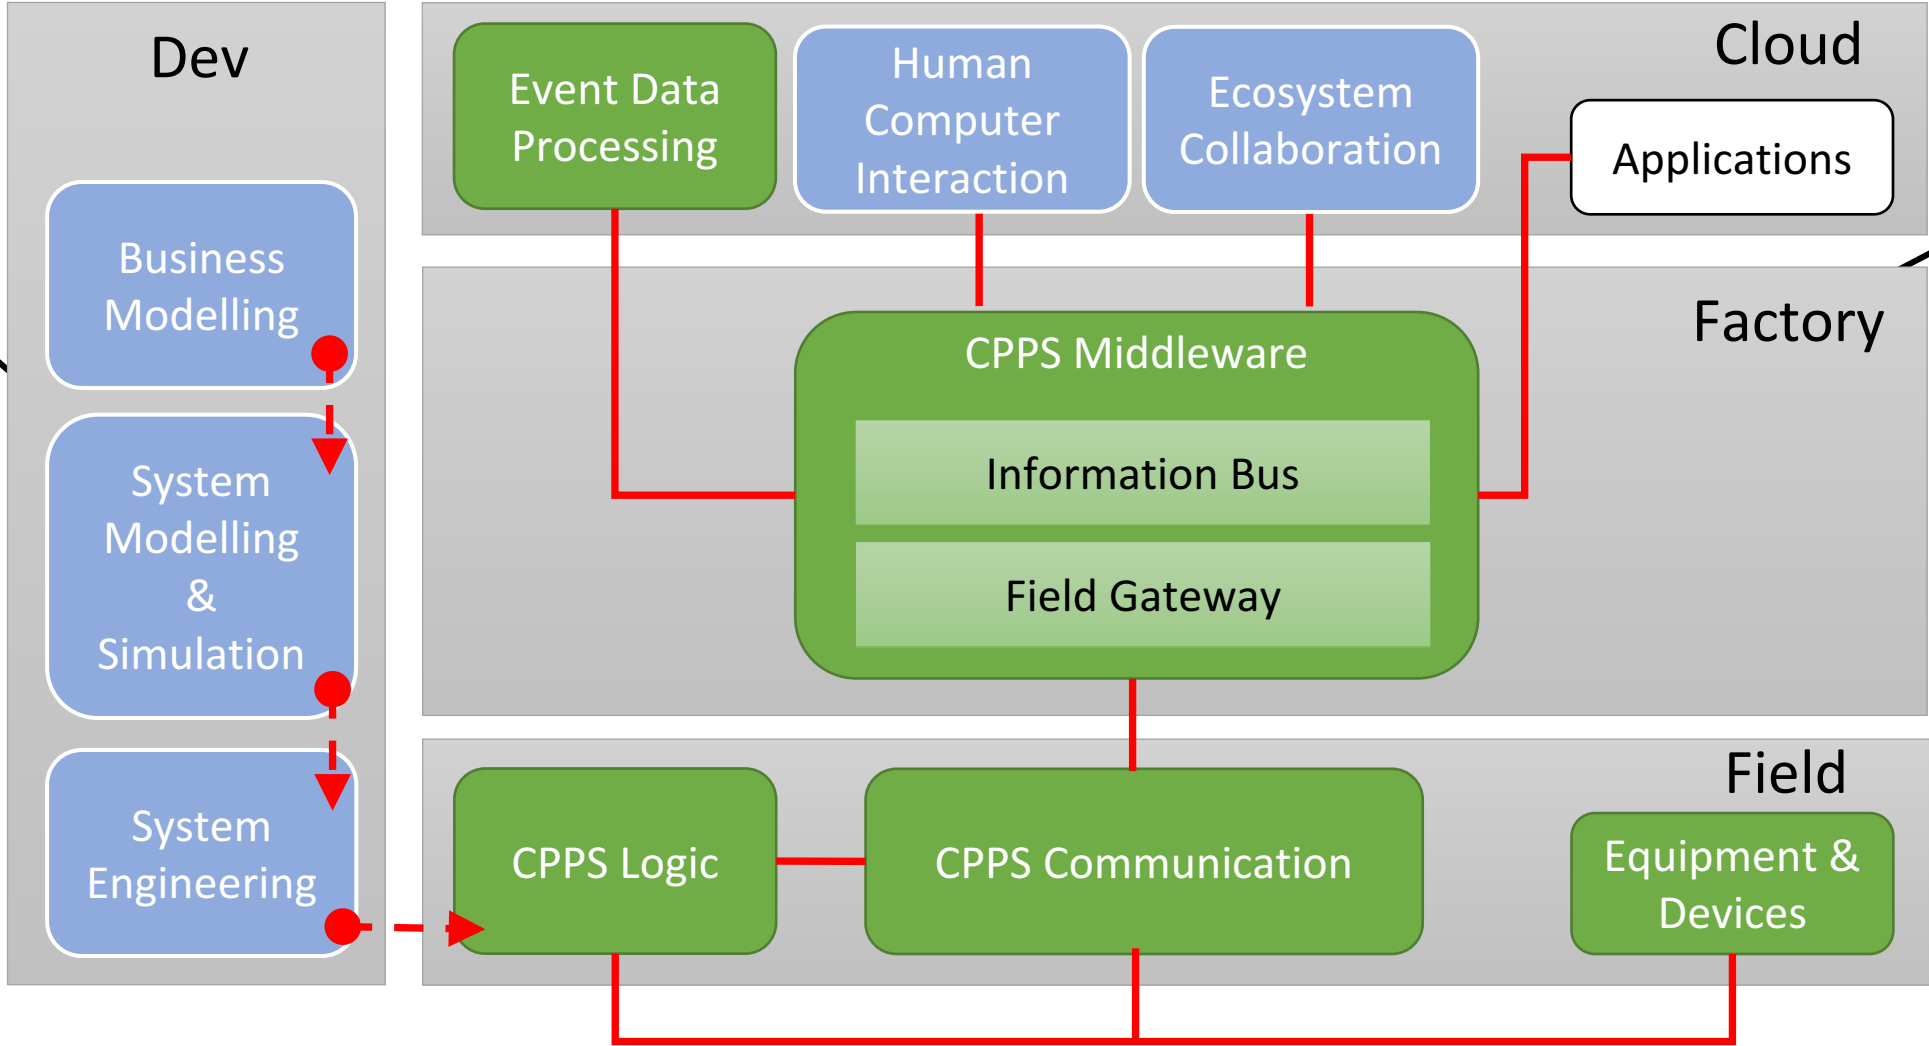 Dev
Business
Modelling
System
Modelling
&
Simulation
System
Engineering
Cloud
Event Data
Processing
Human
Computer
Interaction
Ecosystem
Collaboration
Applications
Factory
CPPS Middleware
Information Bus
Field Gateway
Field
CPPS Logic
CPPS Communication
Equipment &
Devices